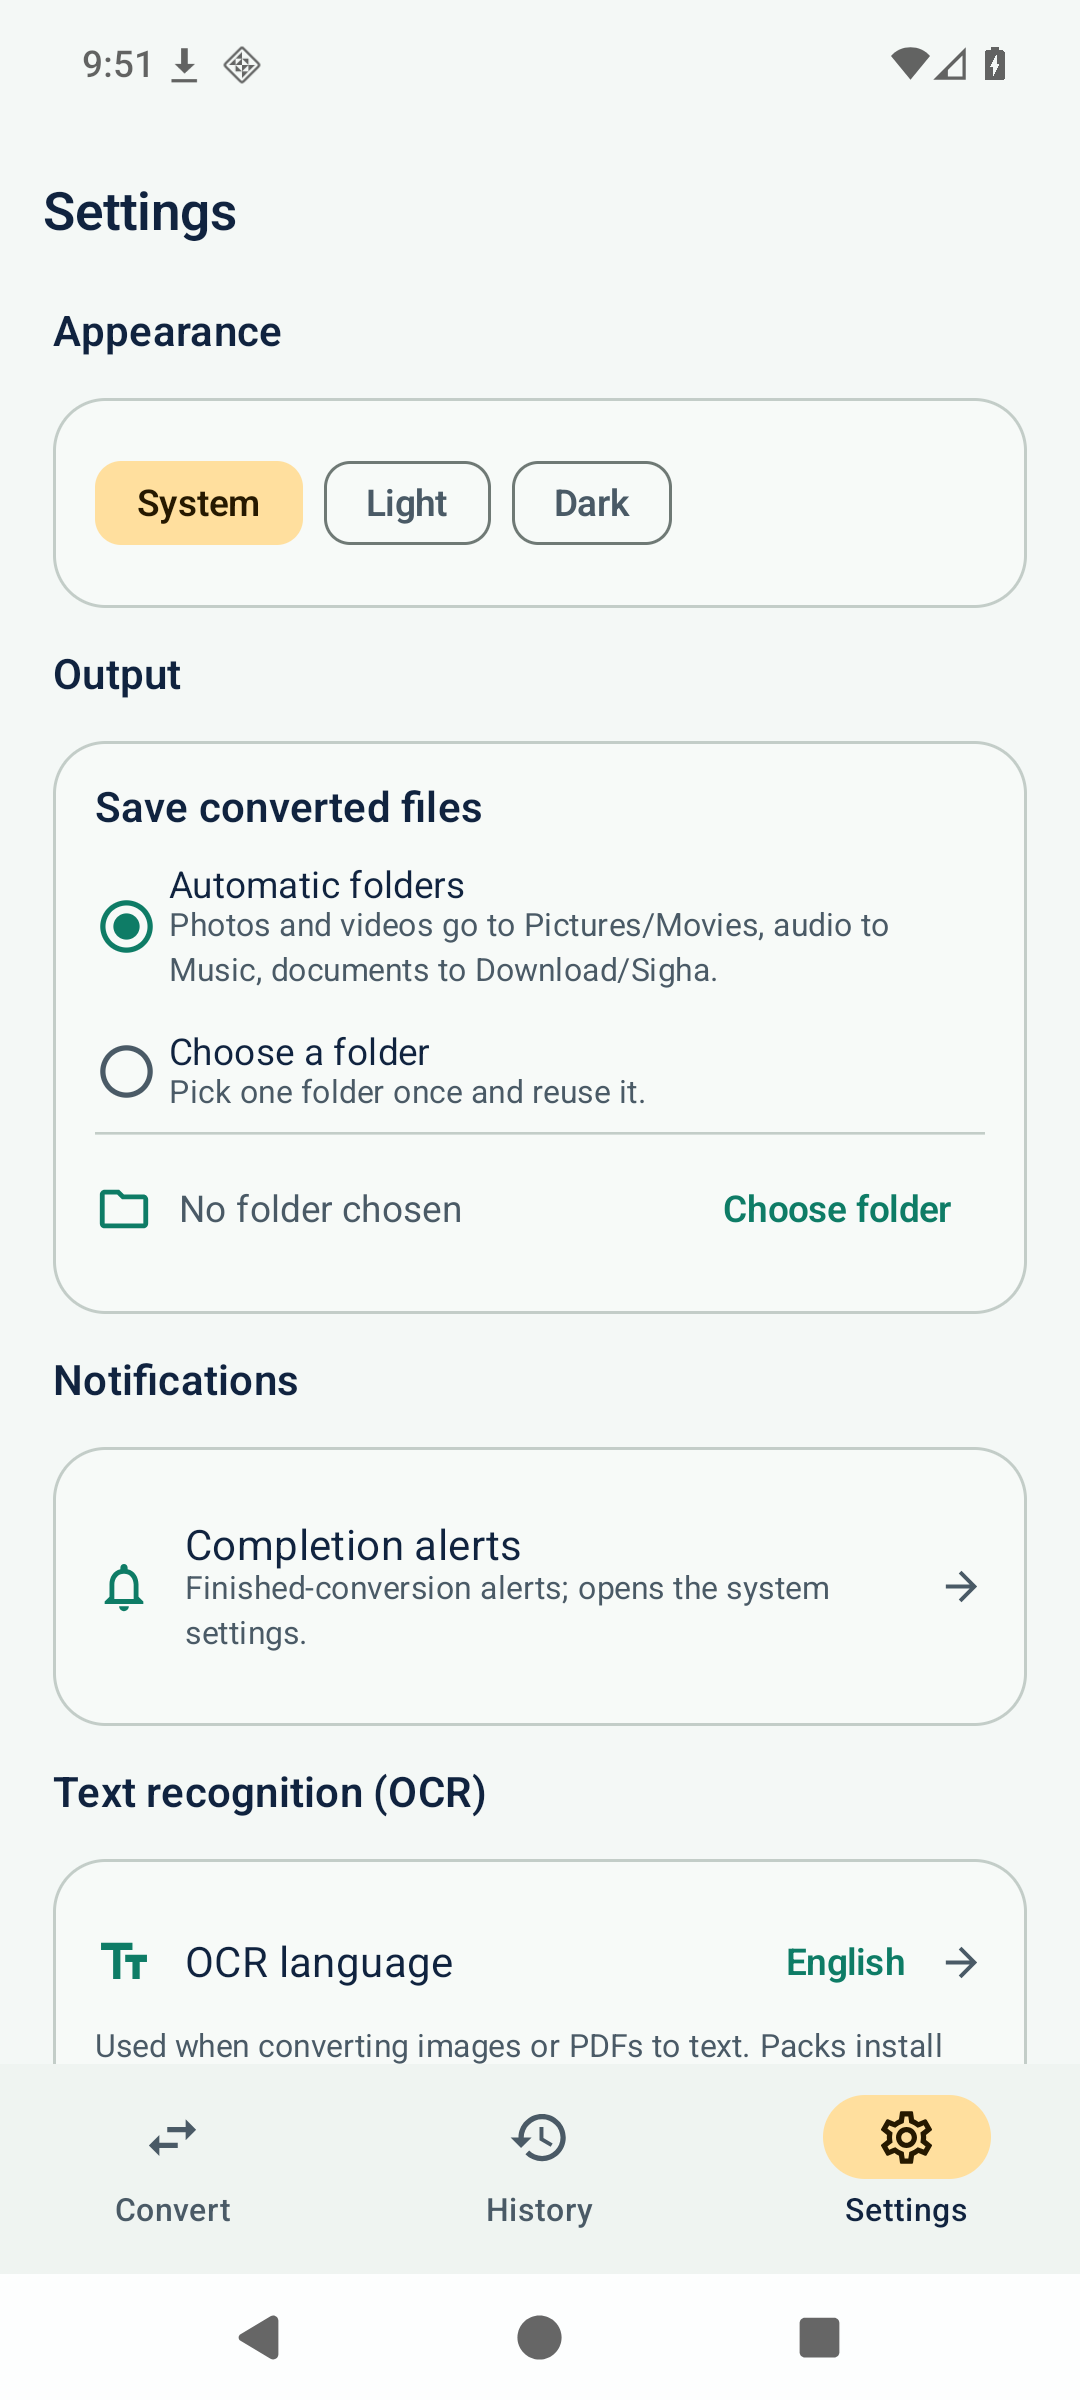 9:51
Settings
Appearance
System
Light
Dark
Output
Save converted files
Automatic folders
Photos and videos go to Pictures/Movies, audio to
Music, documents to Download/Sigha.
Choose a folder
Pick one folder once and reuse it.
No folder chosen
Choose folder
Notifications
Completion alerts
Finished-conversion alerts; opens the system
settings.
Text recognition (OCR)
OCR language
English
Used when converting images or PDFs to text. Packs install
Convert
History
Settings